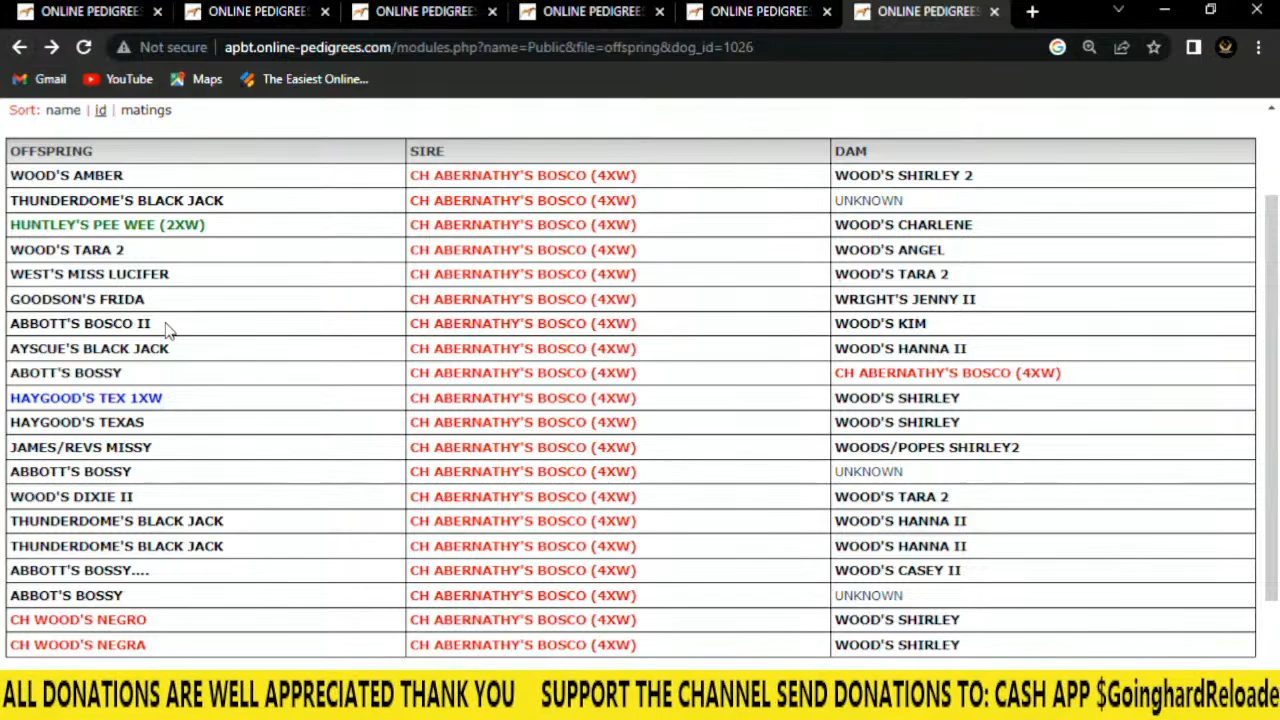 ONLINE PEDIGREES ONLINE PEDIGREES ONLINE PEDIGREES ONLINE PEDIGREES ONLINE PEDIGREES ONLINE PEDIGREES
Not secure apbt.online-pedigrees.com/modules.php?name=Public&file=offspring&dog_id=1026
Gmail YouTube Maps The Easiest Online...
Sort: name | id | matings
OFFSPRING SIRE DAM
WOOD'S AMBER CH ABERNATHY'S BOSCO (4XW) WOOD'S SHIRLEY 2
THUNDERDOME'S BLACK JACK CH ABERNATHY'S BOSCO (4XW) UNKNOWN
HUNTLEY'S PEE WEE (2XW) CH ABERNATHY'S BOSCO (4XW) WOOD'S CHARLENE
WOOD'S TARA 2 CH ABERNATHY'S BOSCO (4XW) WOOD'S ANGEL
WEST'S MISS LUCIFER CH ABERNATHY'S BOSCO (4XW) WOOD'S TARA 2
GOODSON'S FRIDA CH ABERNATHY'S BOSCO (4XW) WRIGHT'S JENNY II
ABBOTT'S BOSCO II CH ABERNATHY'S BOSCO (4XW) WOOD'S KIM
AYSCUE'S BLACK JACK CH ABERNATHY'S BOSCO (4XW) WOOD'S HANNA II
ABOTT'S BOSSY CH ABERNATHY'S BOSCO (4XW) CH ABERNATHY'S BOSCO (4XW)
HAYGOOD'S TEX 1XW CH ABERNATHY'S BOSCO (4XW) WOOD'S SHIRLEY
HAYGOOD'S TEXAS CH ABERNATHY'S BOSCO (4XW) WOOD'S SHIRLEY
JAMES/REVS MISSY CH ABERNATHY'S BOSCO (4XW) WOODS/POPES SHIRLEY2
ABBOTT'S BOSSY CH ABERNATHY'S BOSCO (4XW) UNKNOWN
WOOD'S DIXIE II CH ABERNATHY'S BOSCO (4XW) WOOD'S TARA 2
THUNDERDOME'S BLACK JACK CH ABERNATHY'S BOSCO (4XW) WOOD'S HANNA II
THUNDERDOME'S BLACK JACK CH ABERNATHY'S BOSCO (4XW) WOOD'S HANNA II
ABBOTT'S BOSSY.... CH ABERNATHY'S BOSCO (4XW) WOOD'S CASEY II
ABBOT'S BOSSY CH ABERNATHY'S BOSCO (4XW) UNKNOWN
CH WOOD'S NEGRO CH ABERNATHY'S BOSCO (4XW) WOOD'S SHIRLEY
CH WOOD'S NEGRA CH ABERNATHY'S BOSCO (4XW) WOOD'S SHIRLEY
ALL DONATIONS ARE WELL APPRECIATED THANK YOU SUPPORT THE CHANNEL SEND DONATIONS TO: CASH APP $GoinghardReloade